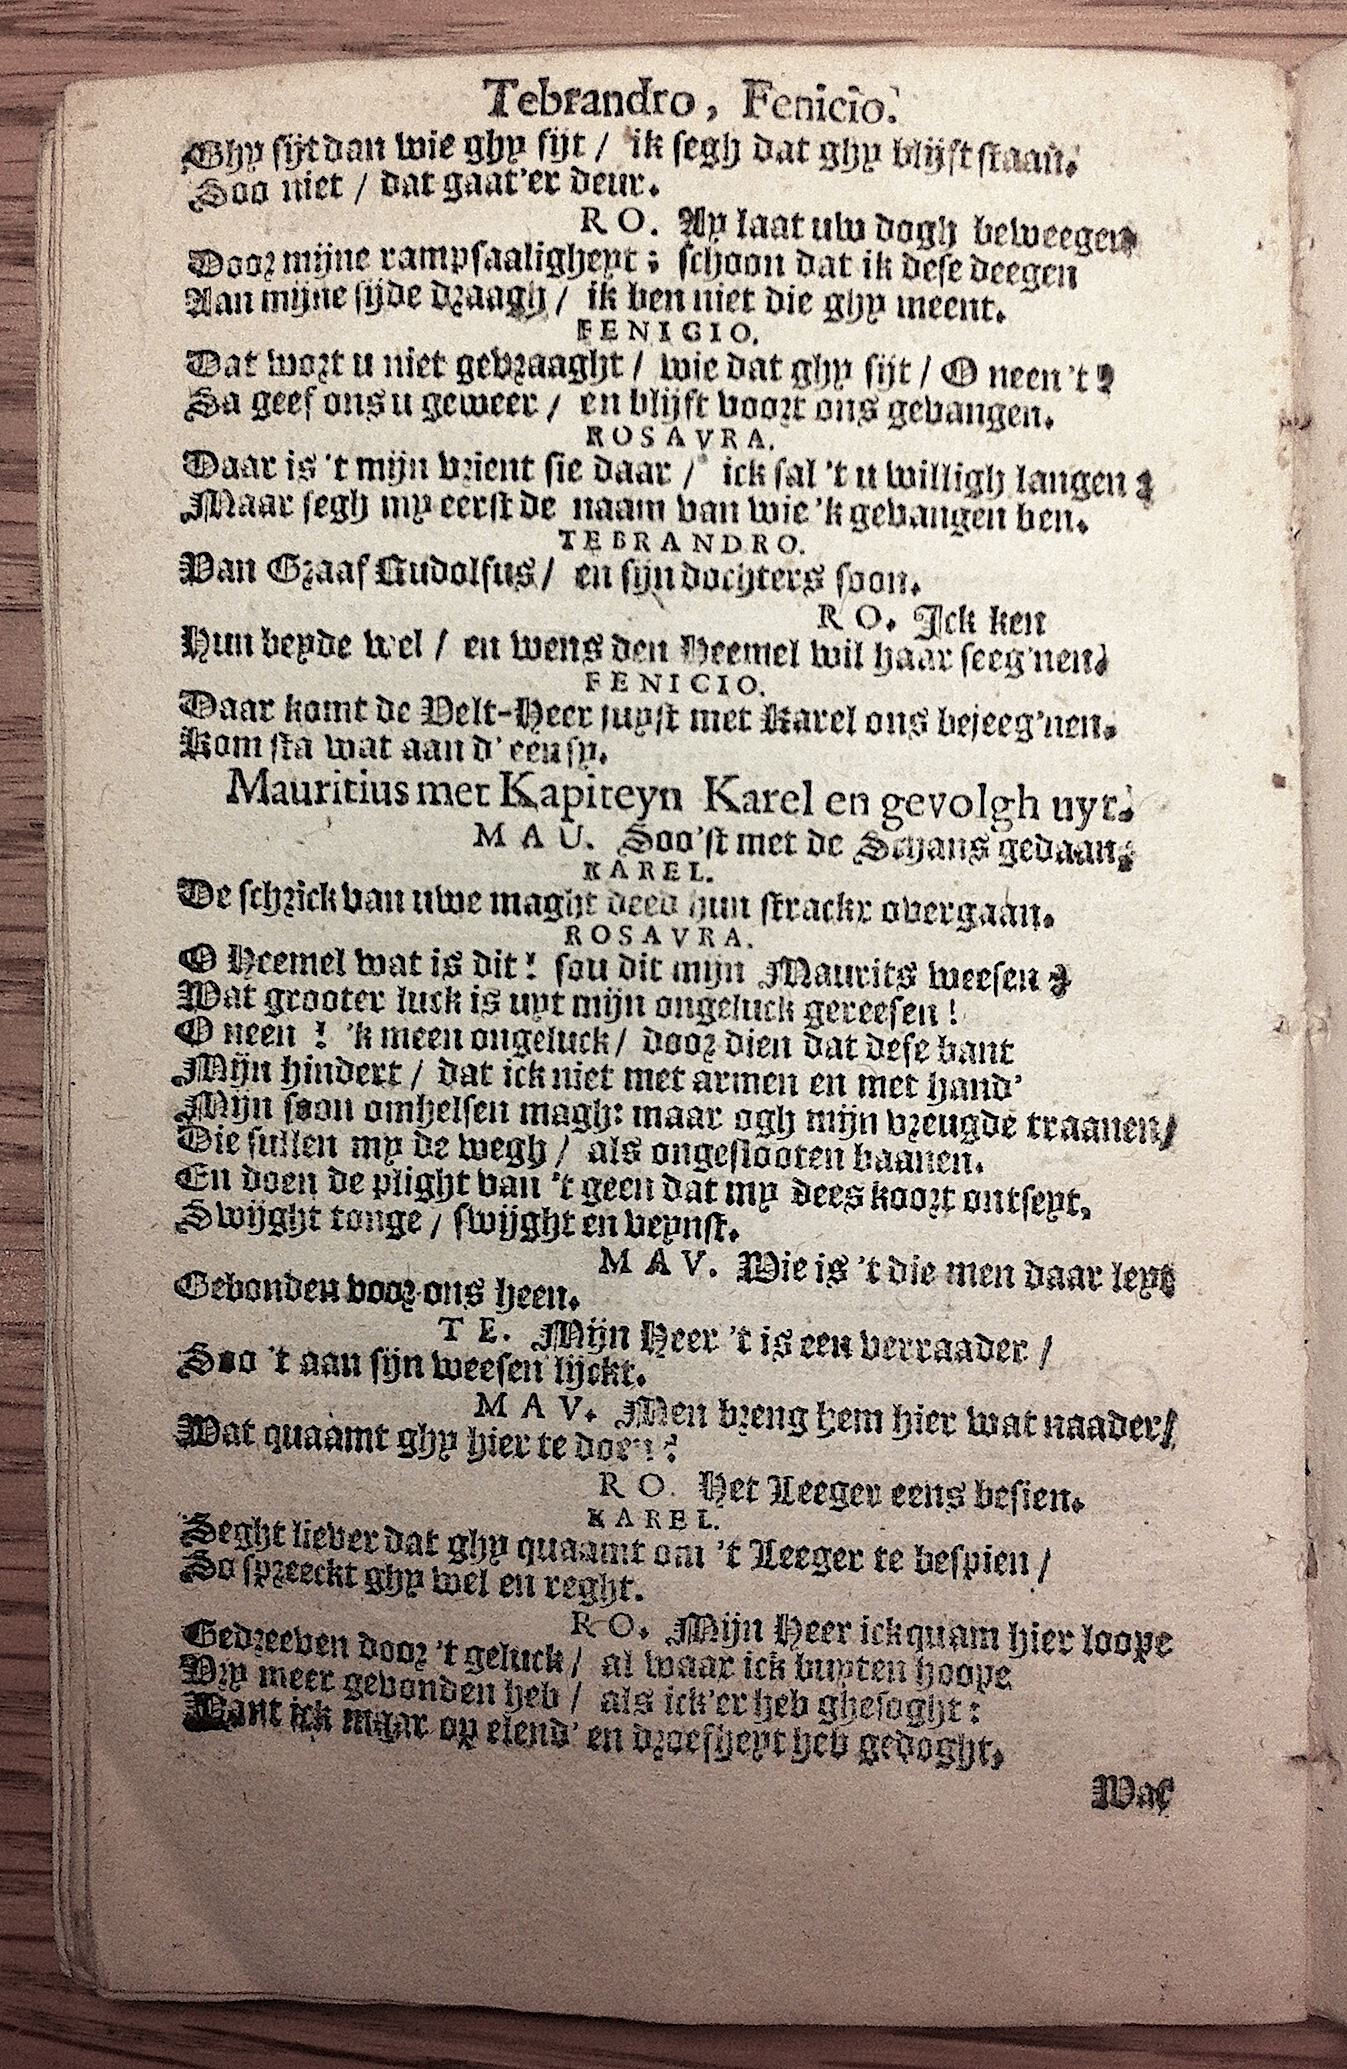 Tebrandro, Fenicio.
Ghy sijt dan wie ghy sijt / ik segh dat ghy blijft staan.
Soo niet / dat gaat'er deur.
RO. Ay laat uw dogh beweegen
Door mijne rampsaaligheyt; schoon dat ik dese deegen
Aan mijne sijde draagh / ik ben niet die ghy meent.
FENICIO.
Dat wort u niet gevraaght / wie dat ghy sijt / O neen 't?
Sa geef ons u geweer / en blijft voort ons gevangen.
ROSAVRA.
Daar is 't mijn vrient sie daar / ick sal 't u willigh langen;
Maar segh my eerst de naam van wie 'k gevangen ben.
TEBRANDRO.
Van Graaf Rudolfus / en sijn dochters soon.
RO. Ick ken
Hun beyde wel / en wens den Heemel wil haar seeg'nen.
FENICIO.
Daar komt de Velt-Heer juyst met Karel ons bejeeg'nen.
Kom sta wat aan d' een sy.
Mauritius met Kapiteyn Karel en gevolgh uyt.
MAU. Soo'st met de Schans gedaan;
KAREL.
De schrick van uwe maght deed hun strackx overgaan.
ROSAVRA.
O Heemel wat is dit! sou dit mijn Maurits weesen?
Wat grooter luck is uyt mijn ongeluck gereesen!
O neen! 'k meen ongeluck / door dien dat dese bant
Mijn hindert / dat ick niet met armen en met hand'
Mijn soon omhelsen magh: maar ogh mijn vreugde traanen/
Die sullen my de wegh / als ongeslooten baanen.
En doen de plight van 't geen dat my dees koort ontseyt.
Swijght tonge / swijght en veynst.
MAV. Wie is 't die men daar leyt
Gebonden voor ons heen.
TE. Mijn Heer 't is een verraader /
Soo 't aan sijn weesen lijckt.
MAV. Men breng hem hier wat naader/
Wat quaamt ghy hier te doen?
RO. Het Leeger eens besien.
KAREL.
Seght liever dat ghy quaamt om 't Leeger te bespien /
So spreeckt ghy wel en reght.
RO. Mijn Heer ick quam hier loope
Gedreeven door 't geluck / al waar ick buyten hoope
Vry meer gevonden heb / als ick'er heb ghesoght:
Want ick maar op elend' en droefheyt heb gedoght.
Wat